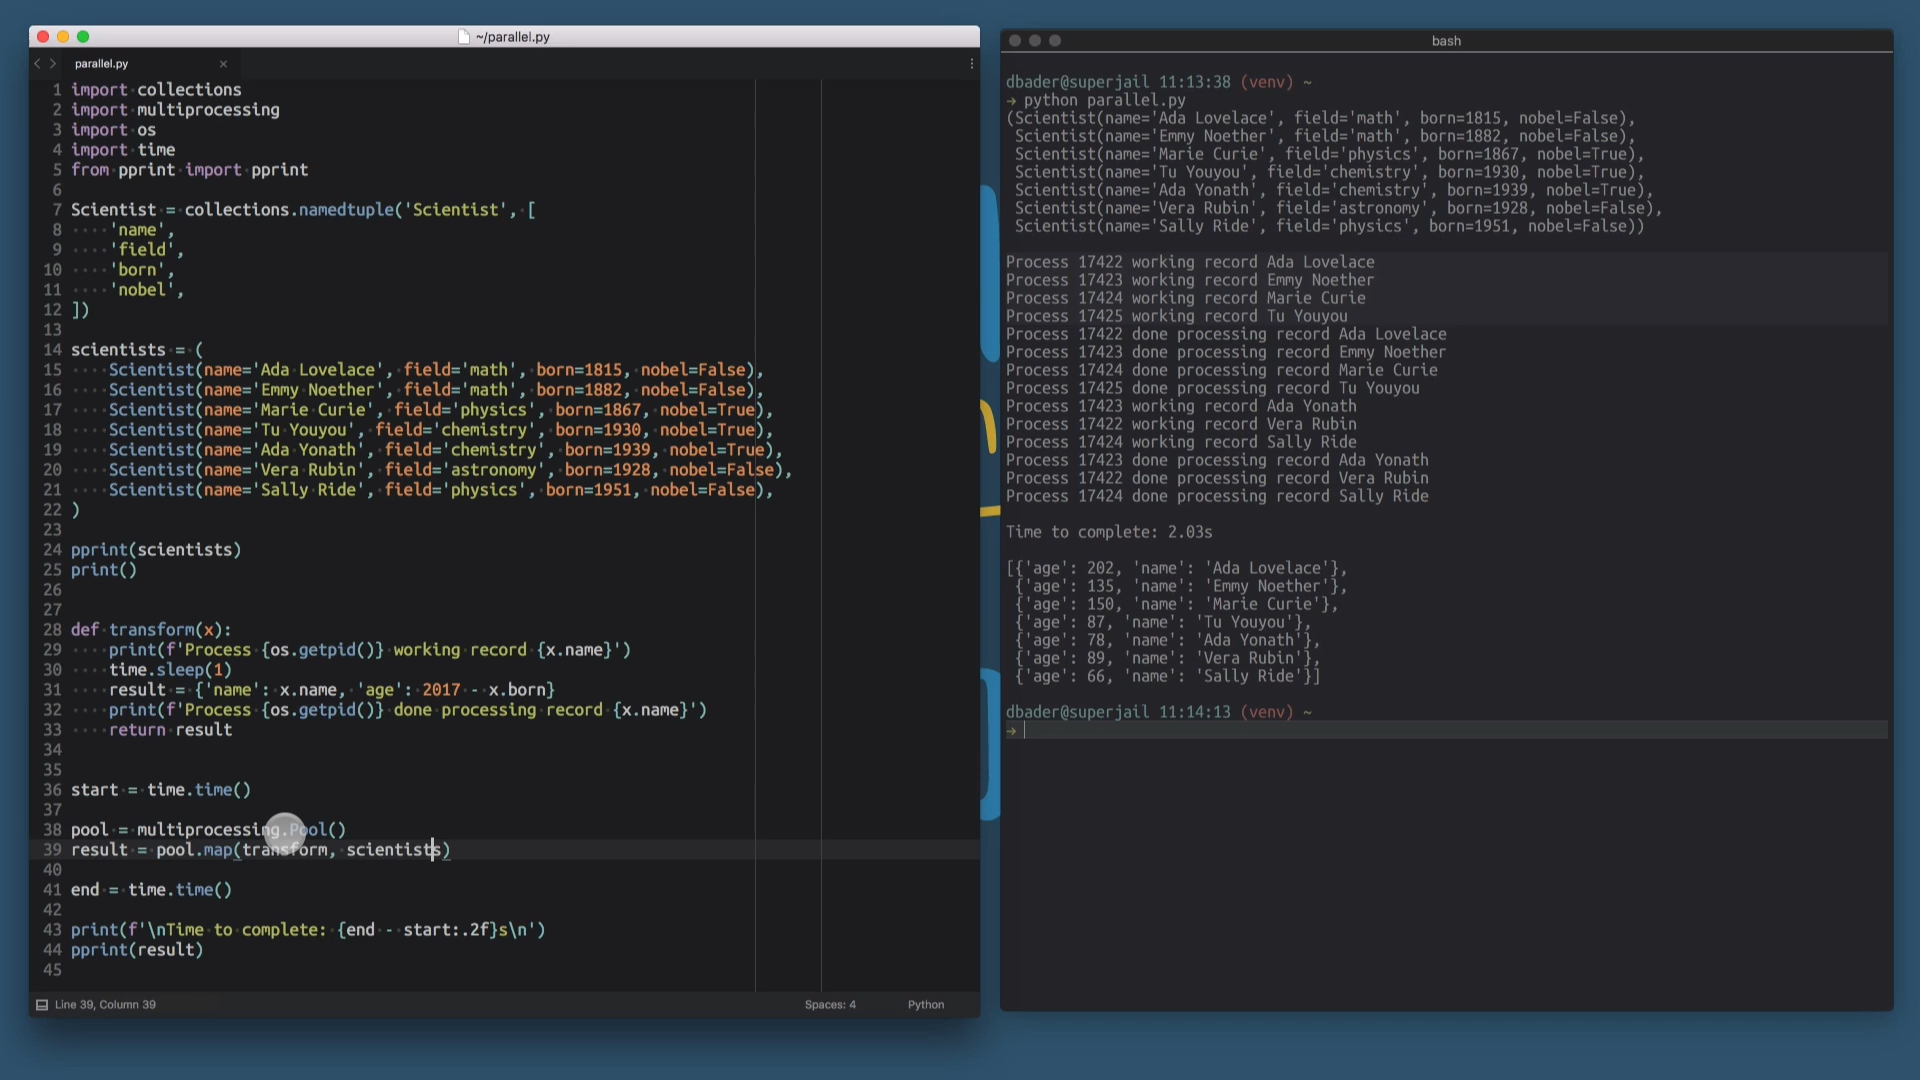 ~/parallel.py
parallel.py ×
1 import collections
2 import multiprocessing
3 import os
4 import time
5 from pprint import pprint
6
7 Scientist = collections.namedtuple('Scientist', [
8 ····'name',
9 ····'field',
10 ····'born',
11 ····'nobel',
12 ])
13
14 scientists = (
15 ····Scientist(name='Ada Lovelace', field='math', born=1815, nobel=False),
16 ····Scientist(name='Emmy Noether', field='math', born=1882, nobel=False),
17 ····Scientist(name='Marie Curie', field='physics', born=1867, nobel=True),
18 ····Scientist(name='Tu Youyou', field='chemistry', born=1930, nobel=True),
19 ····Scientist(name='Ada Yonath', field='chemistry', born=1939, nobel=True),
20 ····Scientist(name='Vera Rubin', field='astronomy', born=1928, nobel=False),
21 ····Scientist(name='Sally Ride', field='physics', born=1951, nobel=False),
22 )
23
24 pprint(scientists)
25 print()
26
27
28 def transform(x):
29 ····print(f'Process {os.getpid()} working record {x.name}')
30 ····time.sleep(1)
31 ····result = {'name': x.name, 'age': 2017 - x.born}
32 ····print(f'Process {os.getpid()} done processing record {x.name}')
33 ····return result
34
35
36 start = time.time()
37
38 pool = multiprocessing.Pool()
39 result = pool.map(transform, scientists)
40
41 end = time.time()
42
43 print(f'\nTime to complete: {end - start:.2f}s\n')
44 pprint(result)
45
Line 39, Column 39
Spaces: 4
Python
bash
dbader@superjail 11:13:38 (venv) ~
→ python parallel.py
(Scientist(name='Ada Lovelace', field='math', born=1815, nobel=False),
 Scientist(name='Emmy Noether', field='math', born=1882, nobel=False),
 Scientist(name='Marie Curie', field='physics', born=1867, nobel=True),
 Scientist(name='Tu Youyou', field='chemistry', born=1930, nobel=True),
 Scientist(name='Ada Yonath', field='chemistry', born=1939, nobel=True),
 Scientist(name='Vera Rubin', field='astronomy', born=1928, nobel=False),
 Scientist(name='Sally Ride', field='physics', born=1951, nobel=False))
Process 17422 working record Ada Lovelace
Process 17423 working record Emmy Noether
Process 17424 working record Marie Curie
Process 17425 working record Tu Youyou
Process 17422 done processing record Ada Lovelace
Process 17423 done processing record Emmy Noether
Process 17424 done processing record Marie Curie
Process 17425 done processing record Tu Youyou
Process 17423 working record Ada Yonath
Process 17422 working record Vera Rubin
Process 17424 working record Sally Ride
Process 17423 done processing record Ada Yonath
Process 17422 done processing record Vera Rubin
Process 17424 done processing record Sally Ride
Time to complete: 2.03s
[{'age': 202, 'name': 'Ada Lovelace'},
 {'age': 135, 'name': 'Emmy Noether'},
 {'age': 150, 'name': 'Marie Curie'},
 {'age': 87, 'name': 'Tu Youyou'},
 {'age': 78, 'name': 'Ada Yonath'},
 {'age': 89, 'name': 'Vera Rubin'},
 {'age': 66, 'name': 'Sally Ride'}]
dbader@superjail 11:14:13 (venv) ~
→